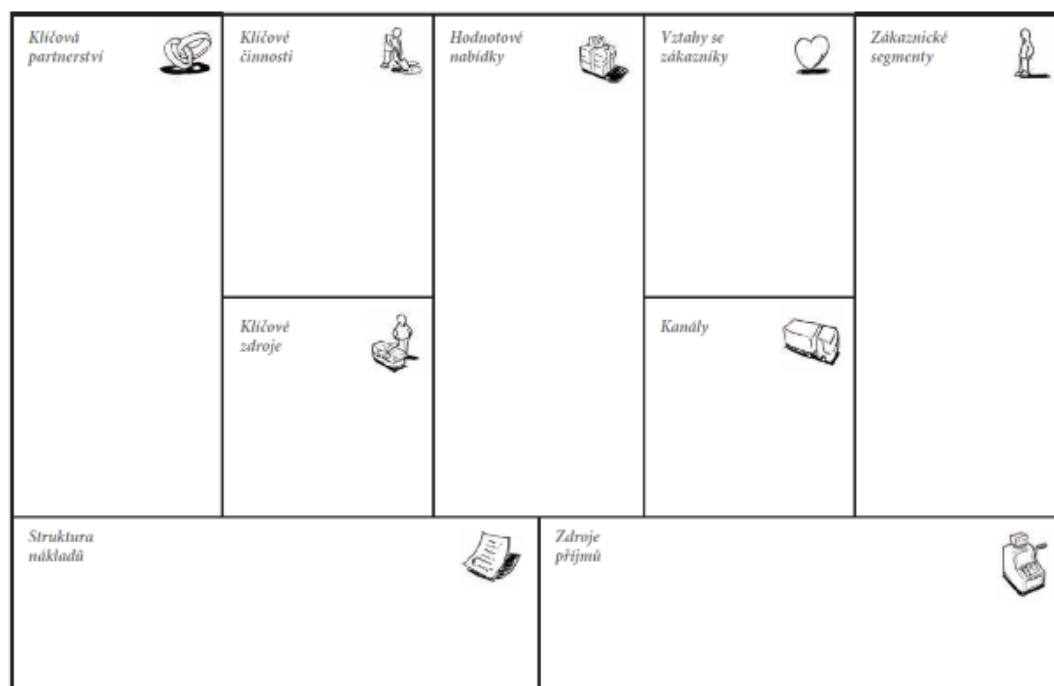 Klíčová
partnerství
Klíčové
činnosti
Klíčové
zdroje
Hodnotové
nabídky
Vztahy se
zákazníky
Kanály
Zákaznické
segmenty
Struktura
nákladů
Zdroje
příjmů